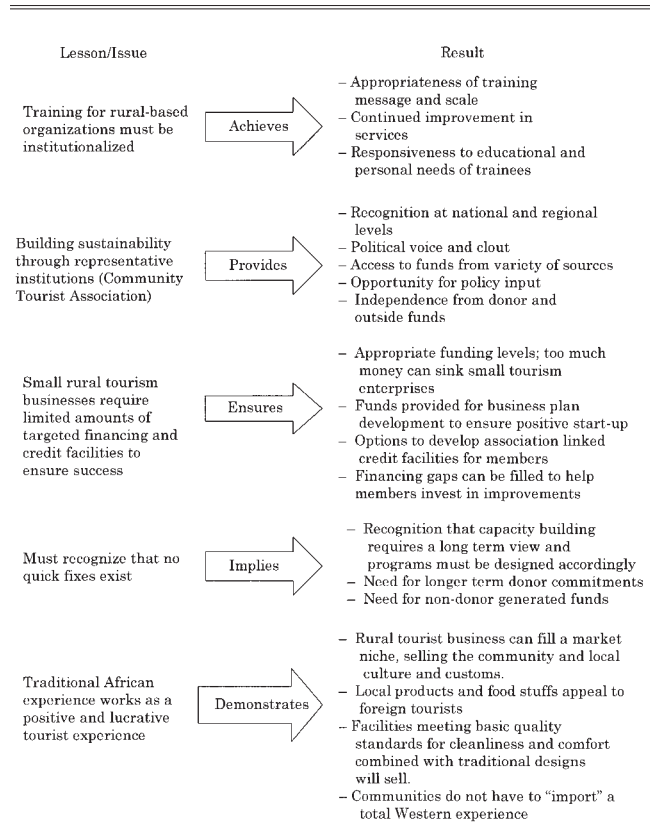 Lesson/Issue
Result
Training for rural-based
organizations must be
institutionalized
Achieves
– Appropriateness of training
message and scale
– Continued improvement in
services
– Responsiveness to educational and
personal needs of trainees
Building sustainability
through representative
institutions (Community
Tourist Association)
Provides
– Recognition at national and regional
levels
– Political voice and clout
– Access to funds from variety of sources
– Opportunity for policy input
– Independence from donor and
outside funds
Small rural tourism
businesses require
limited amounts of
targeted financing and
credit facilities to
ensure success
Ensures
– Appropriate funding levels; too much
money can sink small tourism
enterprises
– Funds provided for business plan
development to ensure positive start-up
– Options to develop association linked
credit facilities for members
– Financing gaps can be filled to help
members invest in improvements
Must recognize that no
quick fixes exist
Implies
– Recognition that capacity building
requires a long term view and
programs must be designed accordingly
– Need for longer term donor commitments
– Need for non-donor generated funds
Traditional African
experience works as a
positive and lucrative
tourist experience
Demonstrates
– Rural tourist business can fill a market
niche, selling the community and local
culture and customs.
– Local products and food stuffs appeal to
foreign tourists
– Facilities meeting basic quality
standards for cleanliness and comfort
combined with traditional designs
will sell.
– Communities do not have to "import" a
total Western experience